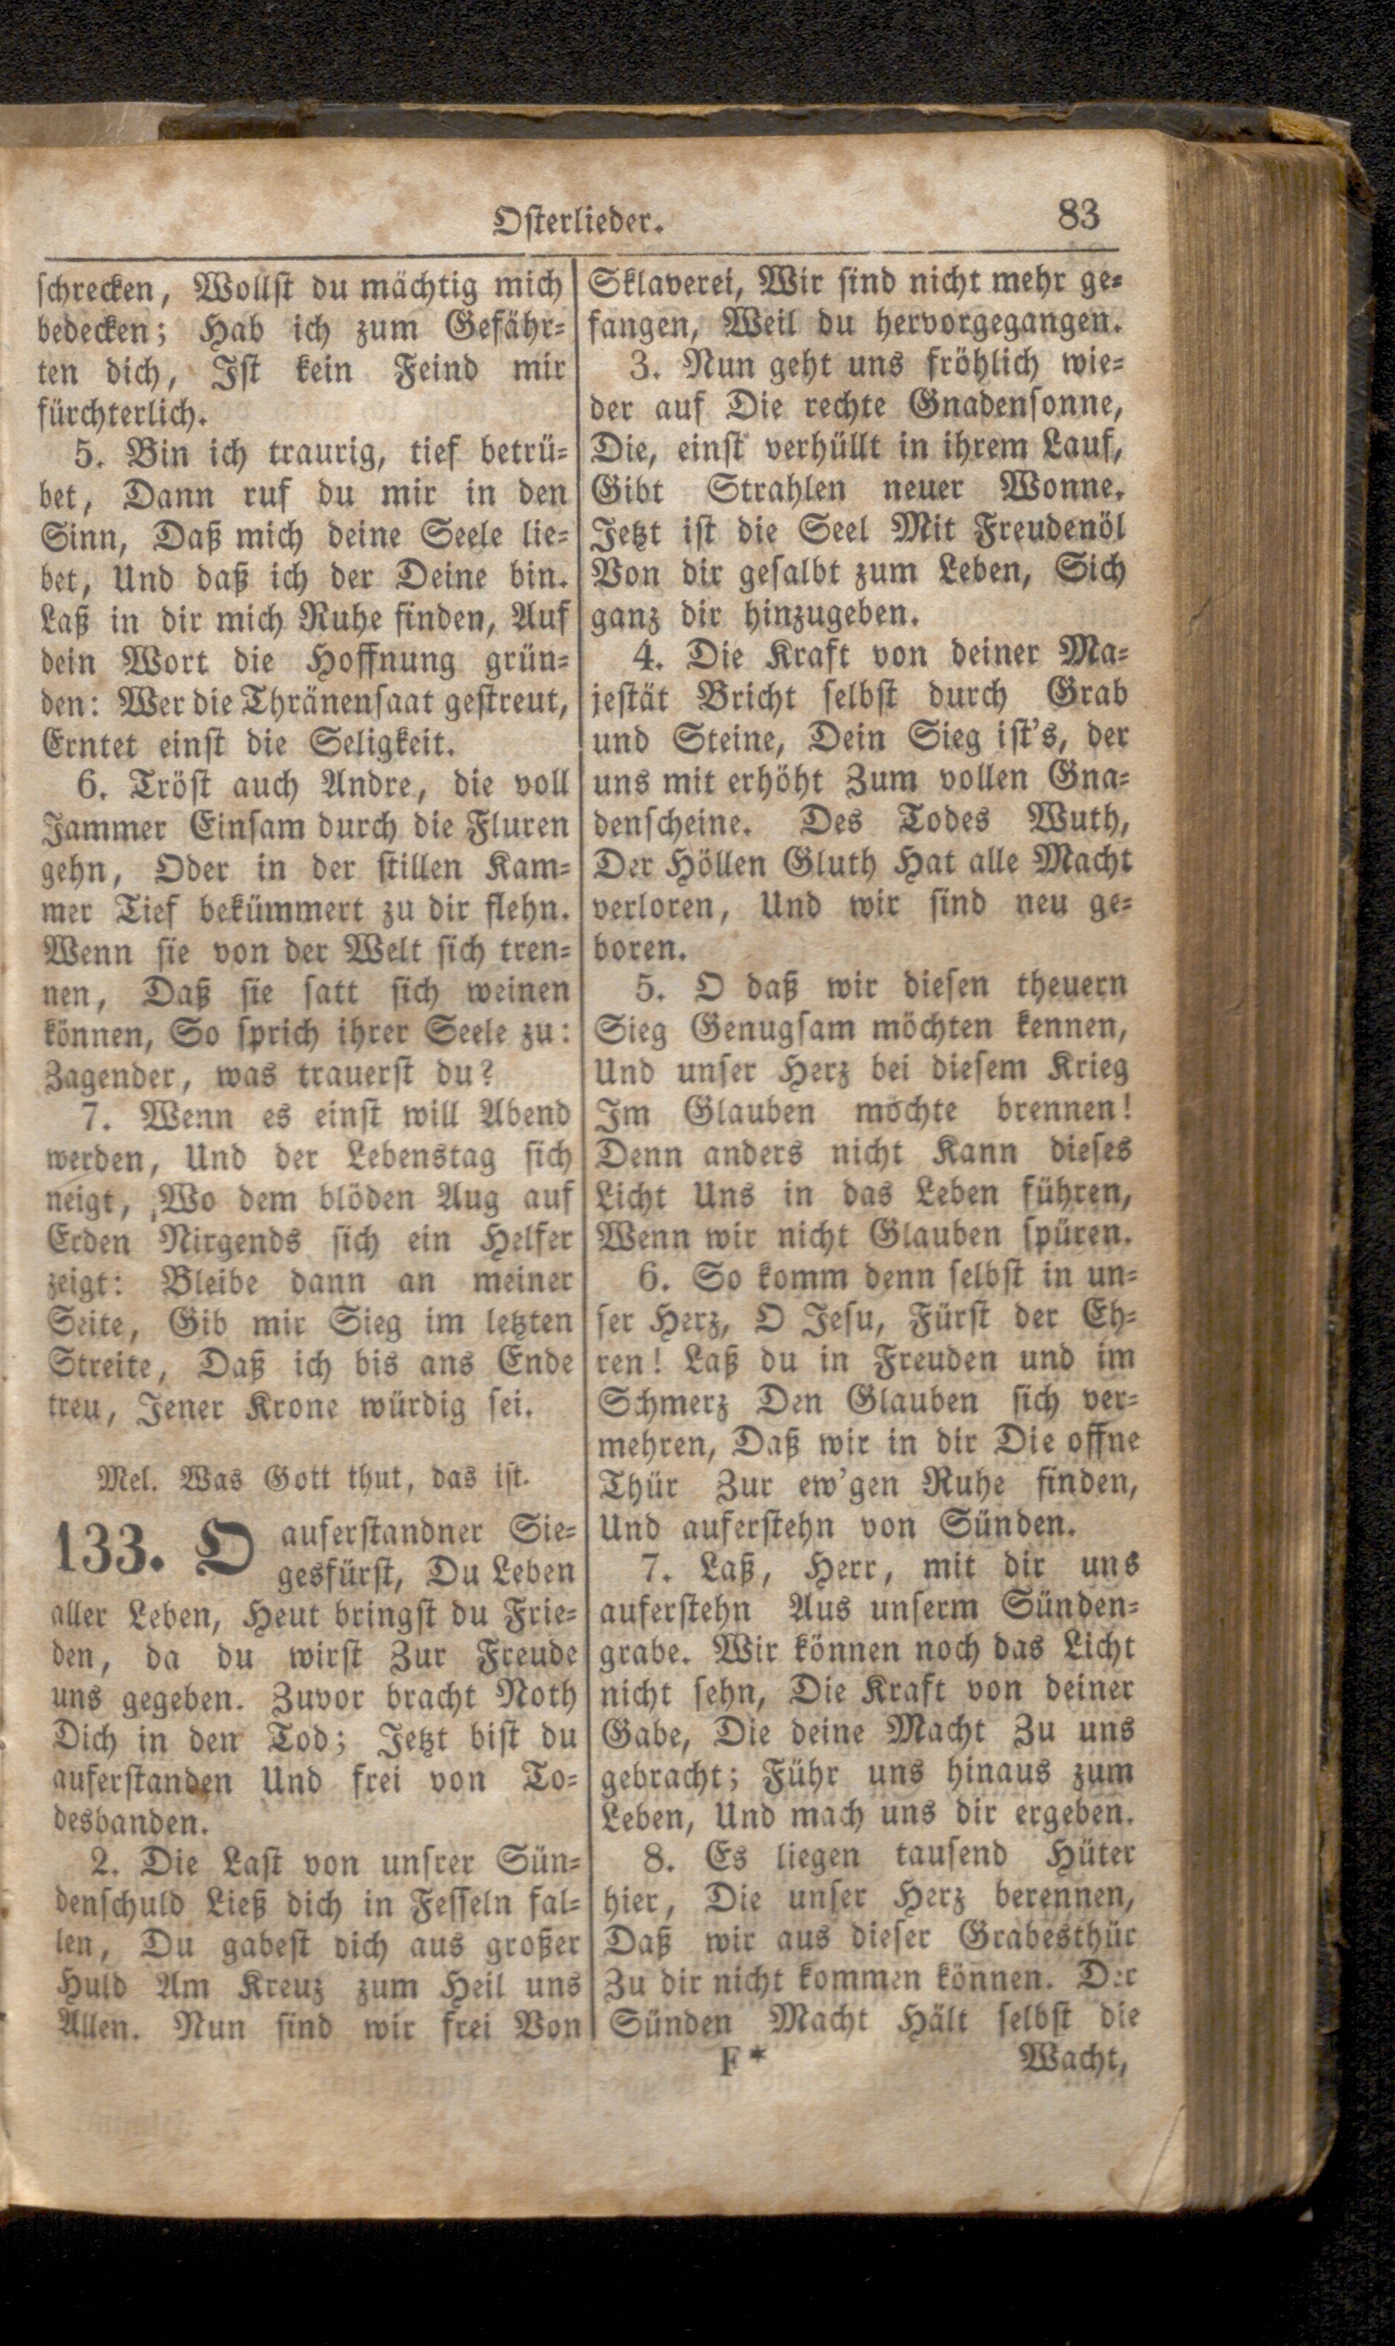 Osterlieder.
83
schrecken, Wollst du mächtig mich
bedecken; Hab ich zum Gefähr-
ten dich, Ist kein Feind mir
fürchterlich.
5. Bin ich traurig, tief betrü-
bet, Dann ruf du mir in den
Sinn, Daß mich deine Seele lie-
bet, Und daß ich der Deine bin.
Laß in dir mich Ruhe finden, Auf
dein Wort die Hoffnung grün-
den: Wer die Thränensaat gestreut,
Erntet einst die Seligkeit.
6. Tröst auch Andre, die voll
Jammer Einsam durch die Fluren
gehn, Oder in der stillen Kam-
mer Tief bekümmert zu dir flehn.
Wenn sie von der Welt sich tren-
nen, Daß sie satt sich weinen
können, So sprich ihrer Seele zu:
Zagender, was trauerst du?
7. Wenn es einst will Abend
werden, Und der Lebenstag sich
neigt, Wo dem blöden Aug auf
Erden Nirgends sich ein Helfer
zeigt: Bleibe dann an meiner
Seite, Gib mir Sieg im letzten
Streite, Daß ich bis ans Ende
treu, Jener Krone würdig sei.
Mel. Was Gott thut, das ist.
133. O auferstandner Sie-
gesfürst, Du Leben
aller Leben, Heut bringst du Frie-
den, da du wirst Zur Freude
uns gegeben. Zuvor bracht Noth
Dich in den Tod; Jetzt bist du
auferstanden Und frei von To-
desbanden.
2. Die Last von unsrer Sün-
denschuld Ließ dich in Fesseln fal-
len, Du gabest dich aus großer
Huld Am Kreuz zum Heil uns
Allen. Nun sind wir frei Von
Sklaverei, Wir sind nicht mehr ge-
fangen, Weil du hervorgegangen.
3. Nun geht uns fröhlich wie-
der auf Die rechte Gnadensonne,
Die, einst verhüllt in ihrem Lauf,
Gibt Strahlen neuer Wonne.
Jetzt ist die Seel Mit Freudenöl
Von dir gesalbt zum Leben, Sich
ganz dir hinzugeben.
4. Die Kraft von deiner Ma-
jestät Bricht selbst durch Grab
und Steine, Dein Sieg ist's, der
uns mit erhöht Zum vollen Gna-
denscheine. Des Todes Wuth,
Der Höllen Gluth Hat alle Macht
verloren, Und wir sind neu ge-
boren.
5. O daß wir diesen theuern
Sieg Genugsam möchten kennen,
Und unser Herz bei diesem Krieg
Im Glauben möchte brennen!
Denn anders nicht Kann dieses
Licht Uns in das Leben führen,
Wenn wir nicht Glauben spüren.
6. So komm denn selbst in un-
ser Herz, O Jesu, Fürst der Eh-
ren! Laß du in Freuden und im
Schmerz Den Glauben sich ver-
mehren, Daß wir in dir Die offne
Thür Zur ew'gen Ruhe finden,
Und auferstehn von Sünden.
7. Laß, Herr, mit dir uns
auferstehn Aus unserm Sünden-
grabe. Wir können noch das Licht
nicht sehn, Die Kraft von deiner
Gabe, Die deine Macht Zu uns
gebracht; Führ uns hinaus zum
Leben, Und mach uns dir ergeben.
8. Es liegen tausend Hüter
hier, Die unser Herz berennen,
Daß wir aus dieser Grabesthür
Zu dir nicht kommen können. Der
Sünden Macht Hält selbst die
F*
Wacht,